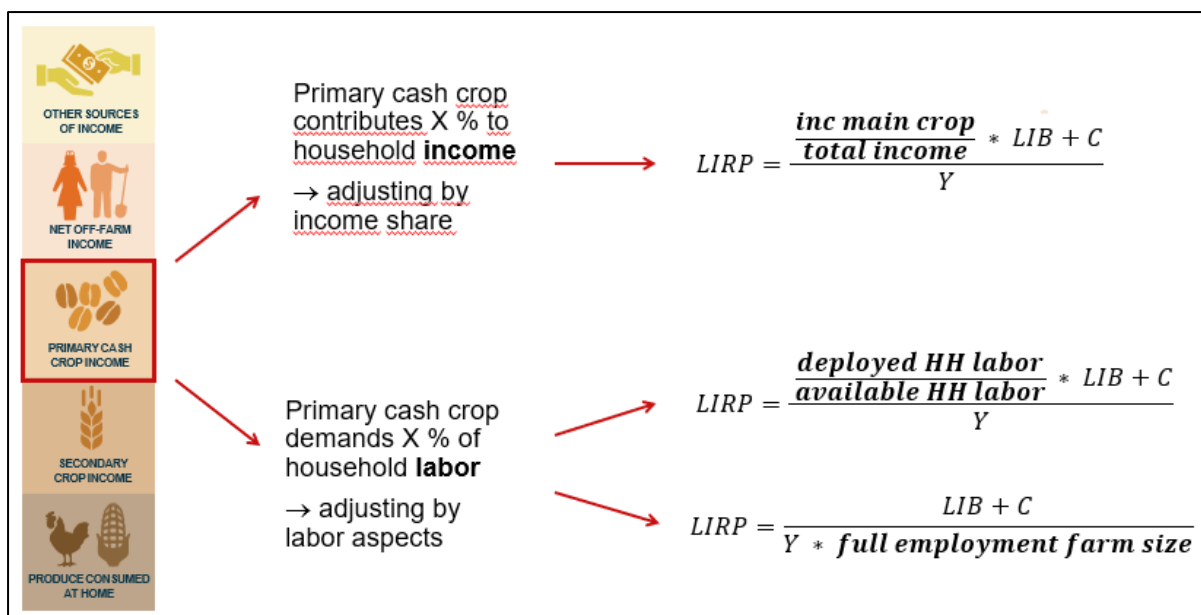 OTHER SOURCES
OF INCOME
NET OFF-FARM
INCOME
PRIMARY CASH
CROP INCOME
SECONDARY
CROP INCOME
PRODUCE CONSUMED
AT HOME
Primary cash crop
contributes X % to
household income
→ adjusting by
income share
LIRP = (inc main crop / total income * LIB + C) / Y
Primary cash crop
demands X % of
household labor
→ adjusting by
labor aspects
LIRP = (deployed HH labor / available HH labor * LIB + C) / Y
LIRP = (LIB + C) / (Y * full employment farm size)